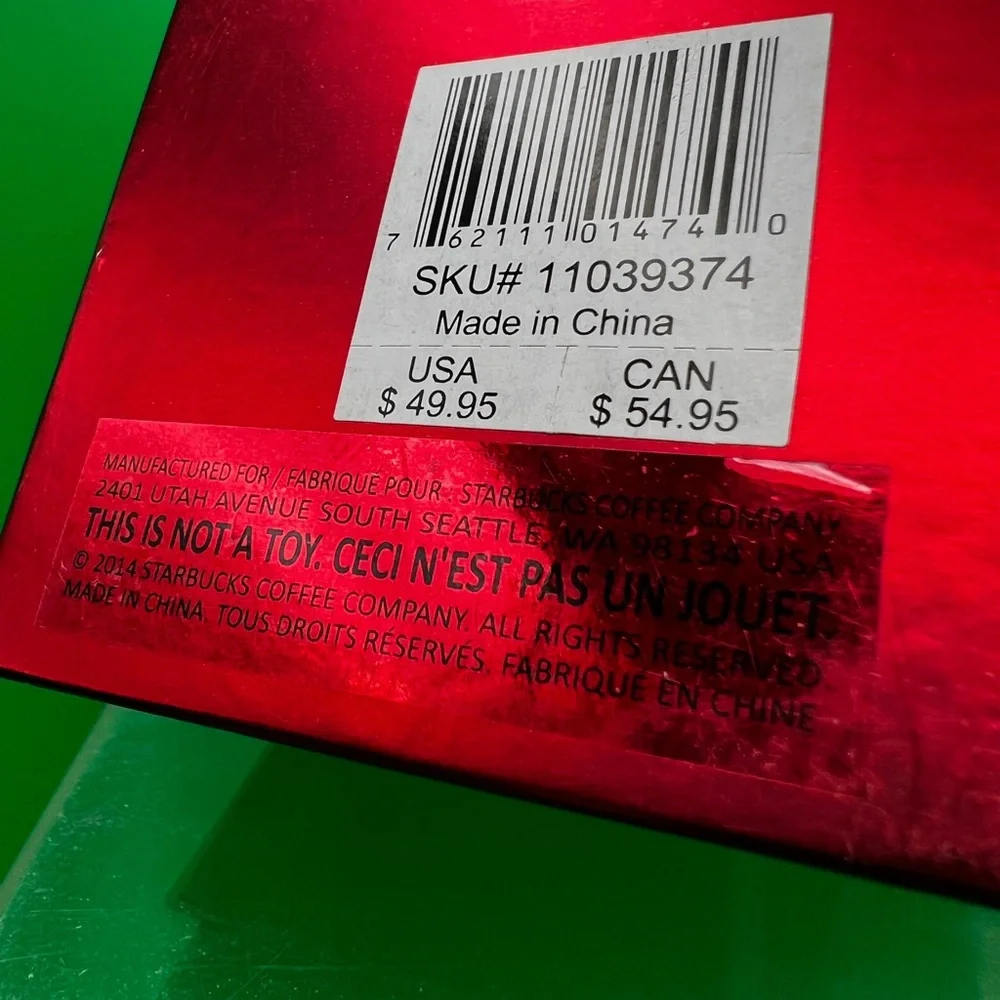 7 62111 01474 0
SKU# 11039374
Made in China
USA CAN
$ 49.95 $ 54.95
MANUFACTURED FOR / FABRIQUÉ POUR : STARBUCKS COFFEE COMPANY
2401 UTAH AVENUE SOUTH SEATTLE, WA 98134 USA
THIS IS NOT A TOY. CECI N'EST PAS UN JOUET.
© 2014 STARBUCKS COFFEE COMPANY. ALL RIGHTS RESERVED
MADE IN CHINA. TOUS DROITS RÉSERVÉS. FABRIQUE EN CHINE